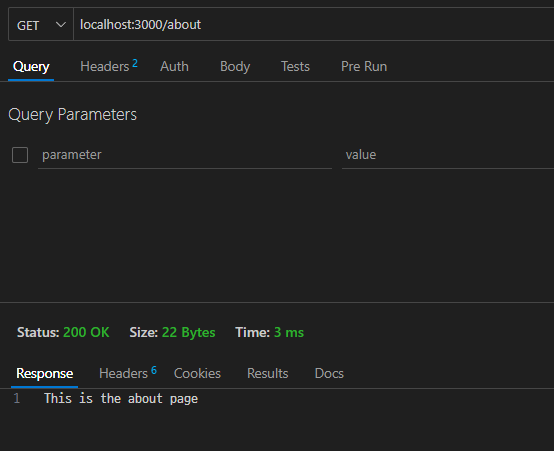 GET localhost:3000/about
Query Headers 2 Auth Body Tests Pre Run
Query Parameters
parameter value
Status: 200 OK Size: 22 Bytes Time: 3 ms
Response Headers 6 Cookies Results Docs
1 This is the about page